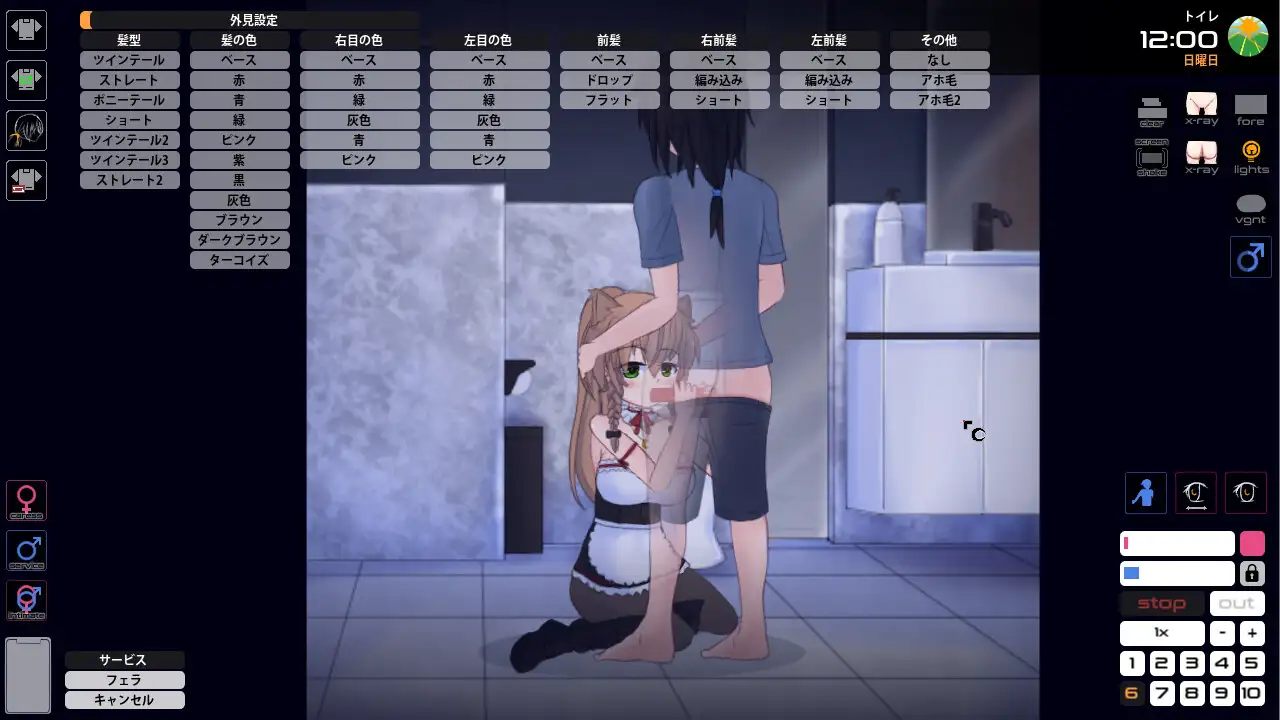 外見設定
髪型
ツインテール
ストレート
ポニーテール
ショート
ツインテール2
ツインテール3
ストレート2
髪の色
ベース
赤
青
緑
ピンク
紫
黒
灰色
ブラウン
ダークブラウン
ターコイズ
右目の色
ベース
赤
緑
灰色
青
ピンク
左目の色
ベース
赤
緑
灰色
青
ピンク
前髪
ベース
ドロップ
フラット
右前髪
ベース
編み込み
ショート
左前髪
ベース
編み込み
ショート
その他
なし
アホ毛
アホ毛2
トイレ
12:00
日曜日
clear
x-ray
fore
screen
shake
x-ray
lights
vgnt
caress
service
intimate
サービス
フェラ
キャンセル
stop
out
1x
-
+
1
2
3
4
5
6
7
8
9
10